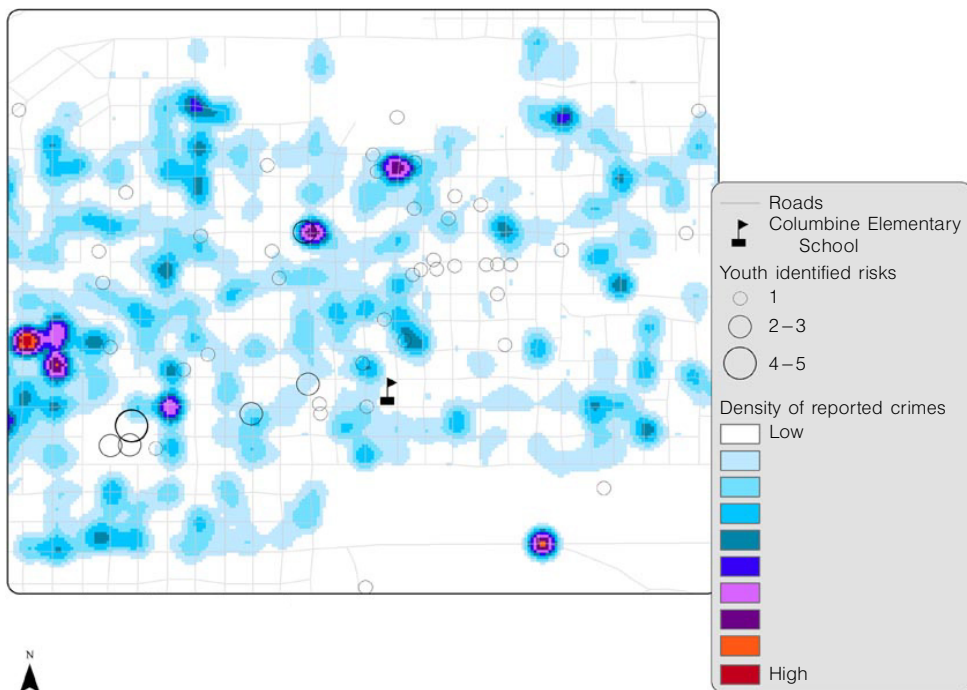 Roads
Columbine Elementary
School
Youth identified risks
1
2–3
4–5
Density of reported crimes
Low
High
N